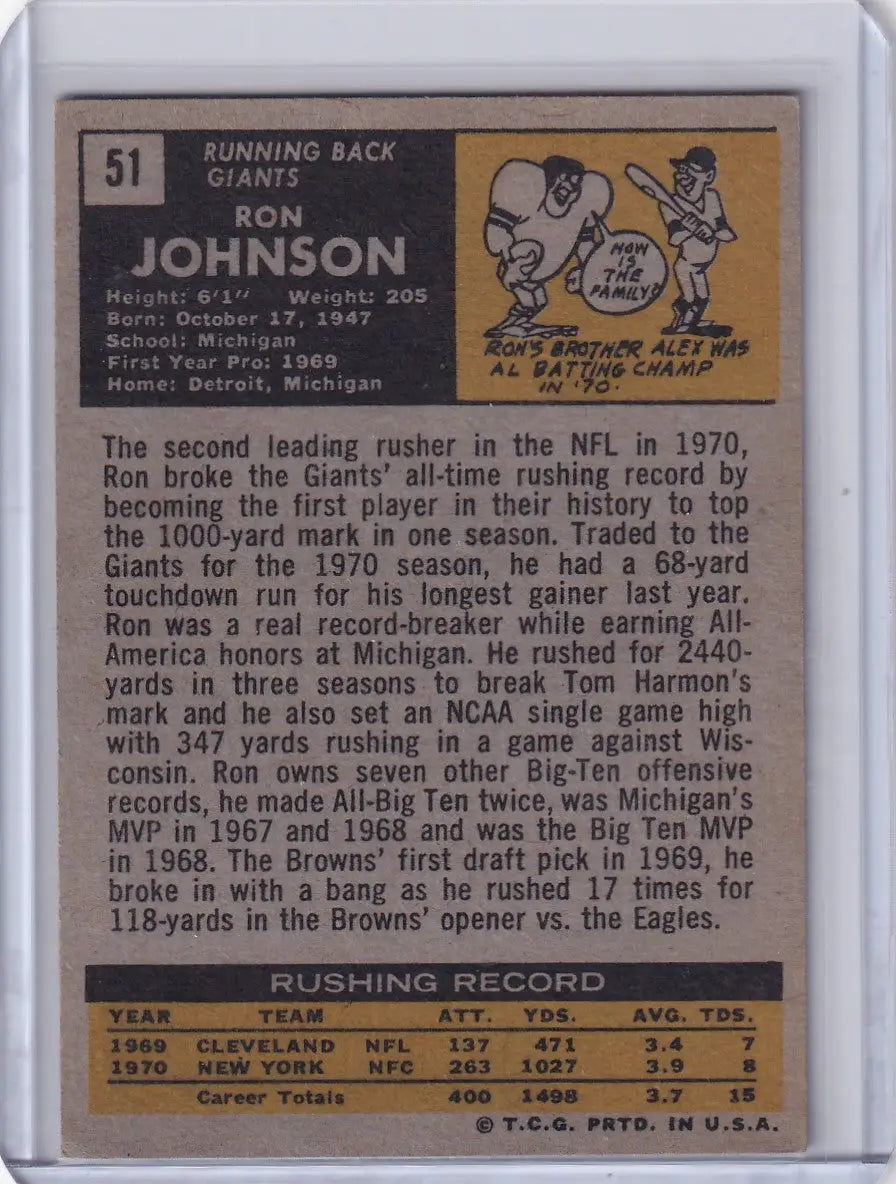 51
RUNNING BACK
GIANTS
RON
JOHNSON
Height: 6'1" Weight: 205
Born: October 17, 1947
School: Michigan
First Year Pro: 1969
Home: Detroit, Michigan
HOW
IS
THE
FAMILY?
RON'S BROTHER ALEX WAS
AL BATTING CHAMP
IN '70.
The second leading rusher in the NFL in 1970,
Ron broke the Giants' all-time rushing record by
becoming the first player in their history to top
the 1000-yard mark in one season. Traded to the
Giants for the 1970 season, he had a 68-yard
touchdown run for his longest gainer last year.
Ron was a real record-breaker while earning All-
America honors at Michigan. He rushed for 2440-
yards in three seasons to break Tom Harmon's
mark and he also set an NCAA single game high
with 347 yards rushing in a game against Wis-
consin. Ron owns seven other Big-Ten offensive
records, he made All-Big Ten twice, was Michigan's
MVP in 1967 and 1968 and was the Big Ten MVP
in 1968. The Browns' first draft pick in 1969, he
broke in with a bang as he rushed 17 times for
118-yards in the Browns' opener vs. the Eagles.
RUSHING RECORD
YEAR TEAM ATT. YDS. AVG. TDS.
1969 CLEVELAND NFL 137 471 3.4 7
1970 NEW YORK NFC 263 1027 3.9 8
Career Totals 400 1498 3.7 15
© T.C.G. PRTD. IN U.S.A.